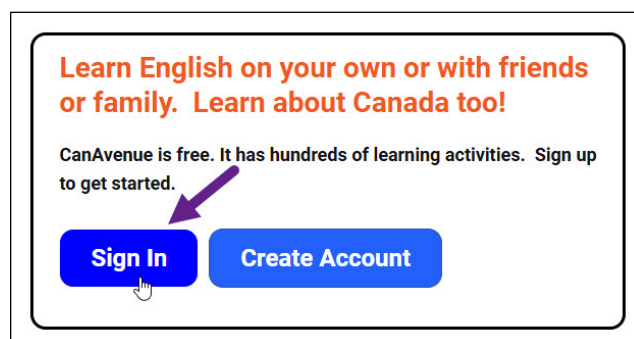 Learn English on your own or with friends
or family.  Learn about Canada too!
CanAvenue is free. It has hundreds of learning activities.  Sign up
to get started.
Sign In
Create Account